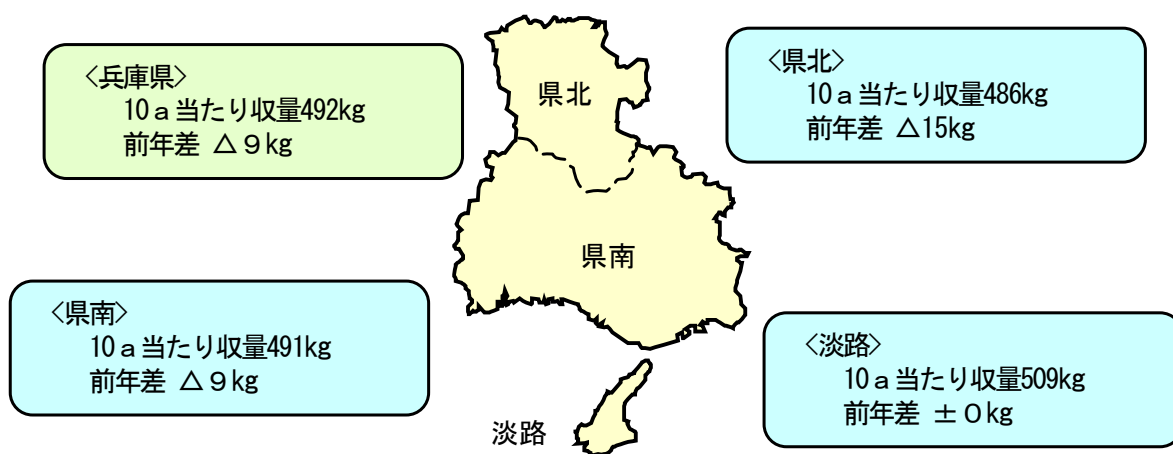 〈兵庫県〉
10ａ当たり収量492kg
前年差 △９kg
〈県北〉
10ａ当たり収量486kg
前年差 △15kg
県北
県南
〈県南〉
10ａ当たり収量491kg
前年差 △９kg
〈淡路〉
10ａ当たり収量509kg
前年差 ±０kg
淡路